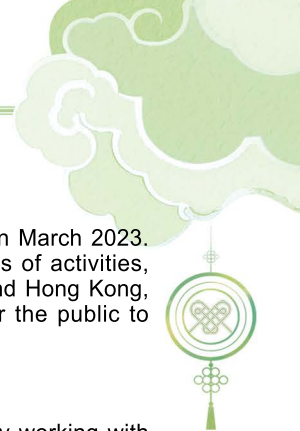 n March 2023.
s of activities,
nd Hong Kong,
r the public to
working with